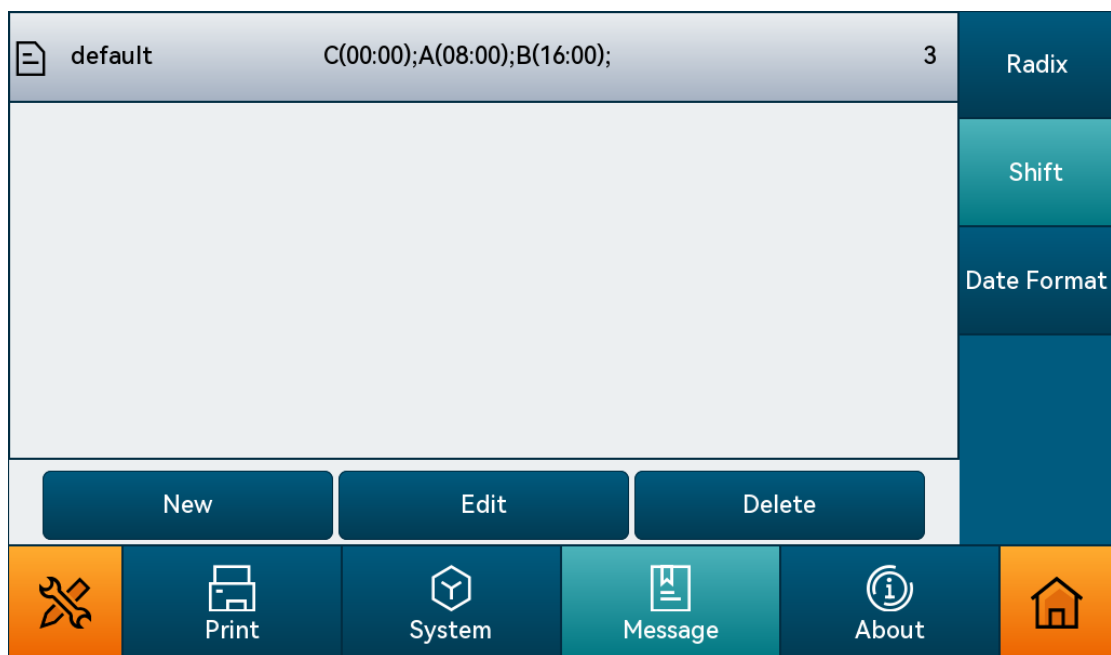 default C(00:00);A(08:00);B(16:00); 3
Radix
Shift
Date Format
New Edit Delete
Print System Message About